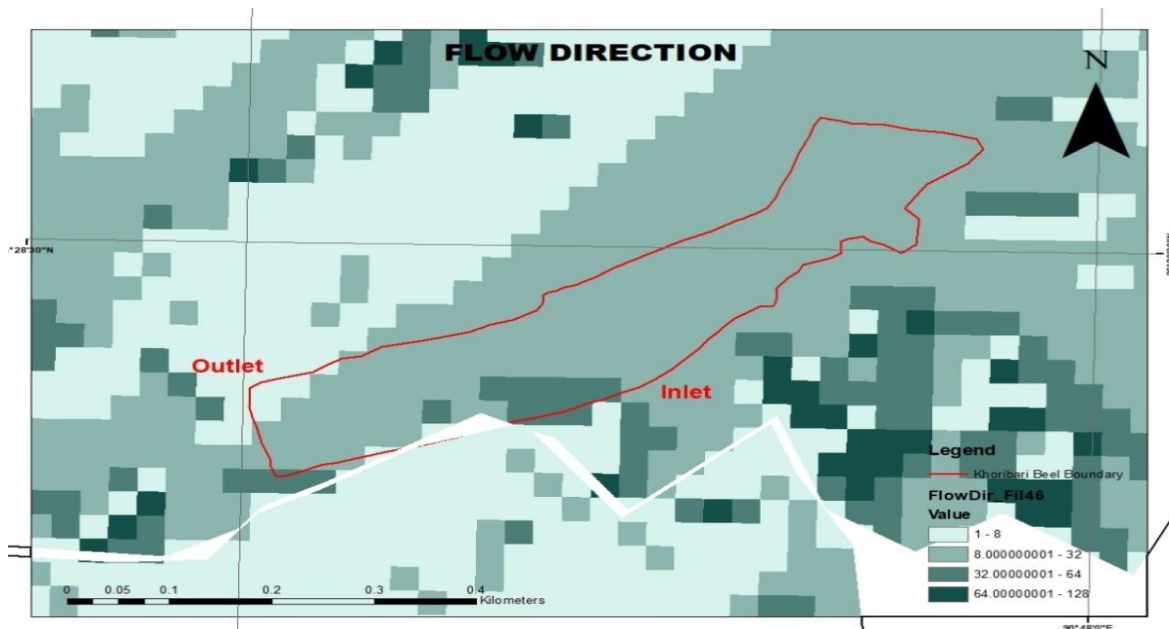 FLOW DIRECTION
N
°28'30"N
Outlet
Inlet
Legend
Khoribari Beel Boundary
FlowDir_Fil46
Value
1 - 8
8.000000001 - 32
32.00000001 - 64
64.00000001 - 128
0 0.05 0.1 0.2 0.3 0.4
Kilometers
90°48'0"E